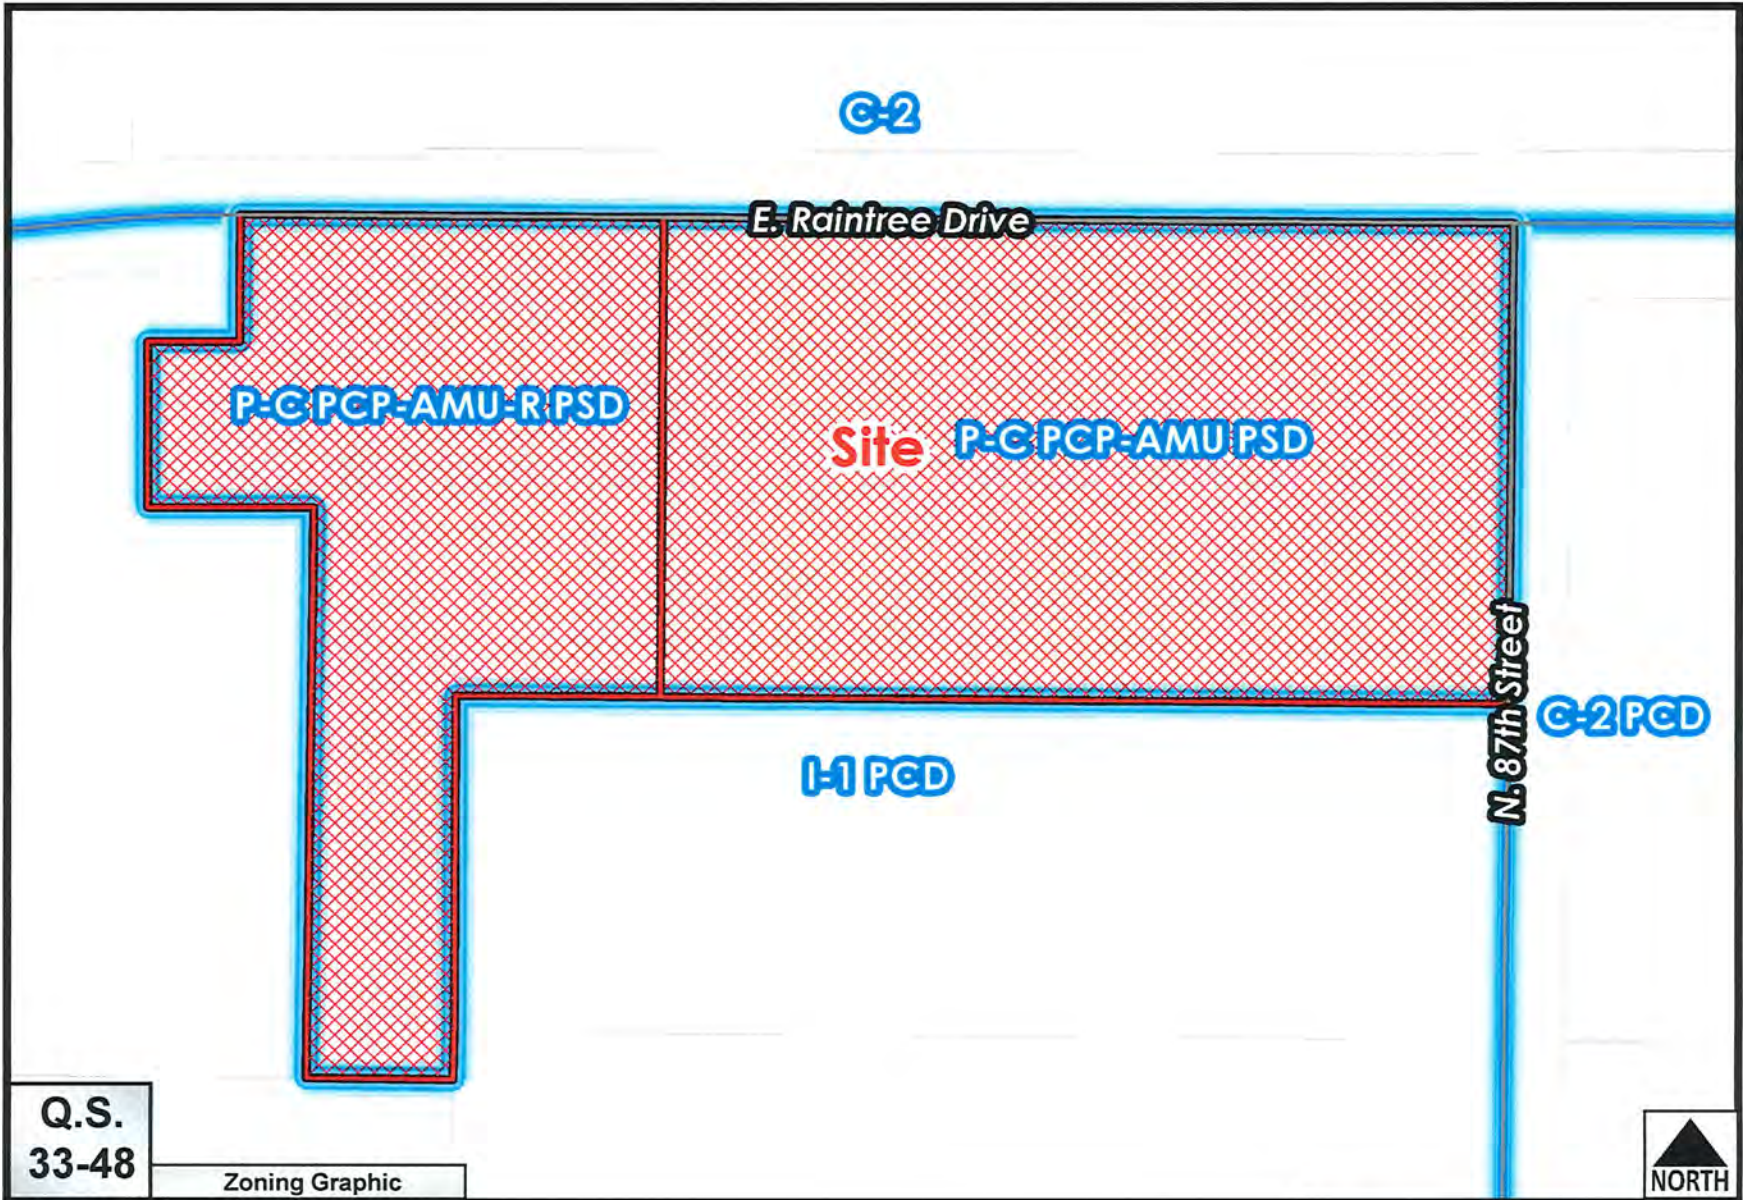 C-2
E. Raintree Drive
P-C PCP-AMU-R PSD
Site
P-C PCP-AMU PSD
N. 87th Street
C-2 PCD
I-1 PCD
Q.S.
33-48
Zoning Graphic
NORTH